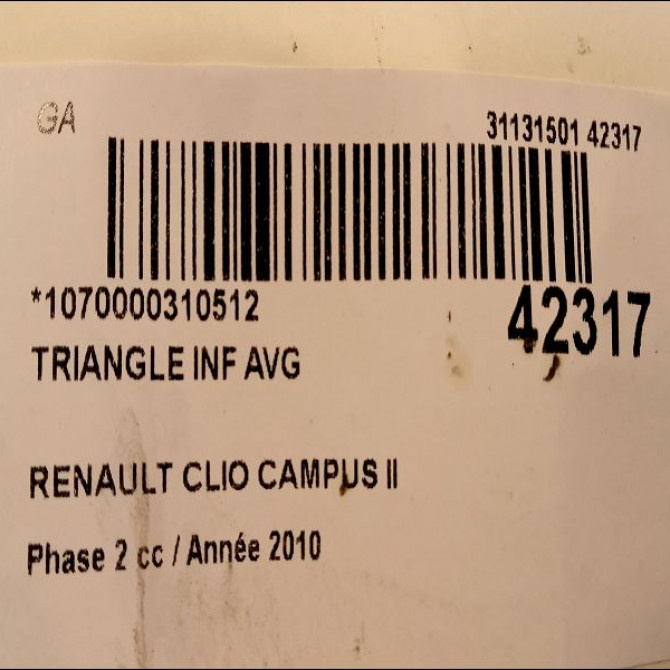 GA
31131501 42317
*1070000310512
42317
TRIANGLE INF AVG
RENAULT CLIO CAMPUS II
Phase 2 cc / Année 2010